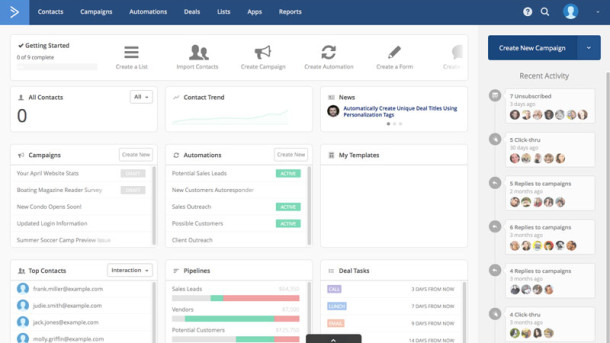 Contacts
Campaigns
Automations
Deals
Lists
Apps
Reports
Getting Started
0 of 9 complete
Create a List
Import Contacts
Create Campaign
Create Automation
Create a Form
Create New Campaign
Recent Activity
All Contacts
All
0
Contact Trend
News
Automatically Create Unique Deal Titles Using
Personalization Tags
7 Unsubscribed
3 days ago
5 Click-thru
30 days ago
5 Replies to campaigns
2 months ago
6 Replies to campaigns
3 months ago
4 Replies to campaigns
3 months ago
4 Click-thru
3 months ago
Campaigns
Create New
Your April Website Stats
Boating Magazine Reader Survey
New Condo Opens Soon!
Updated Login Information
Summer Soccer Camp Preview Issue
Automations
Create New
Potential Sales Leads
ACTIVE
New Customers Autoresponder
Sales Outreach
ACTIVE
Possible Customers
ACTIVE
Client Outreach
My Templates
Top Contacts
Interaction
frank.miller@example.com
judie.smith@example.com
jack.jones@example.com
molly.griffin@example.com
Pipelines
Sales Leads
Vendors
Potential Customers
Deal Tasks
CALL
3 DAYS FROM NOW
LUNCH
7 DAYS FROM NOW
9 DAYS FROM NOW
14 DAYS FROM NOW